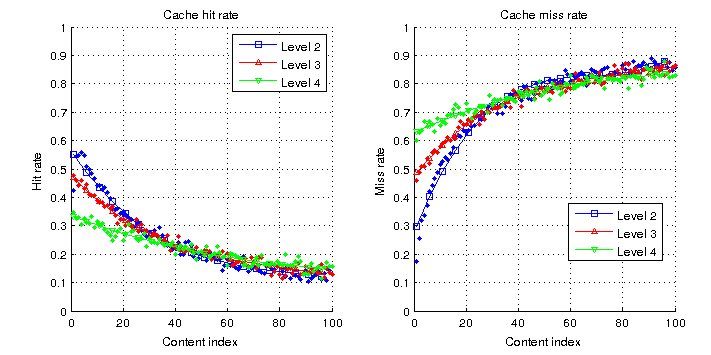 Cache hit rate
1
0.9
0.8
0.7
0.6
0.5
0.4
0.3
0.2
0.1
0
Hit rate
Level 2
Level 3
Level 4
0 20 40 60 80 100
Content index
Cache miss rate
1
0.9
0.8
0.7
0.6
0.5
0.4
0.3
0.2
0.1
0
Miss rate
Level 2
Level 3
Level 4
0 20 40 60 80 100
Content index